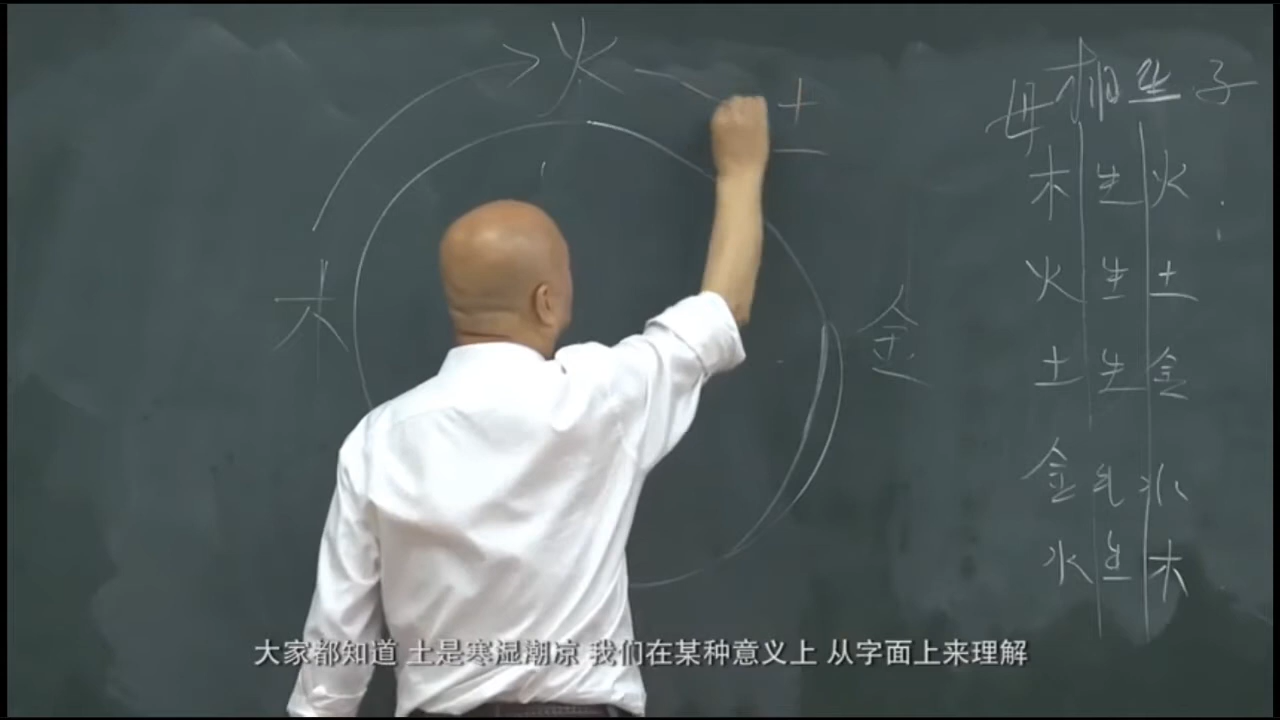 火
土
木
金
母 相生 子
木生火
火生土
土生金
金生水
水生木
大家都知道 土是寒湿潮凉 我们在某种意义上 从字面上来理解